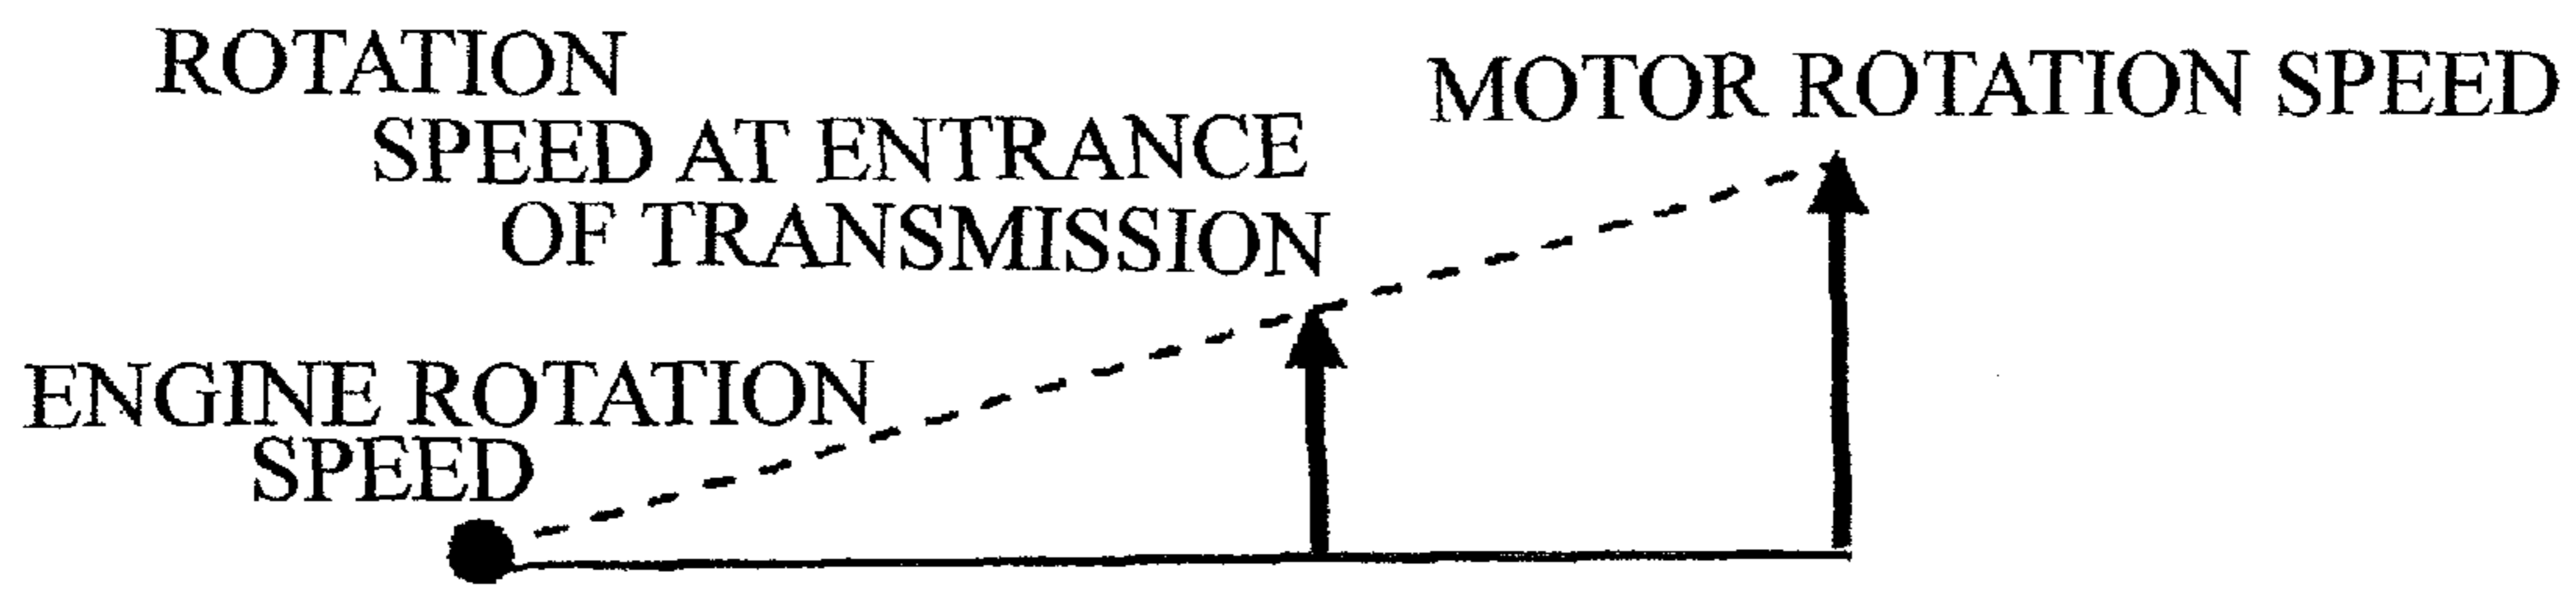 ROTATION
SPEED AT ENTRANCE
OF TRANSMISSION
MOTOR ROTATION SPEED
ENGINE ROTATION
SPEED